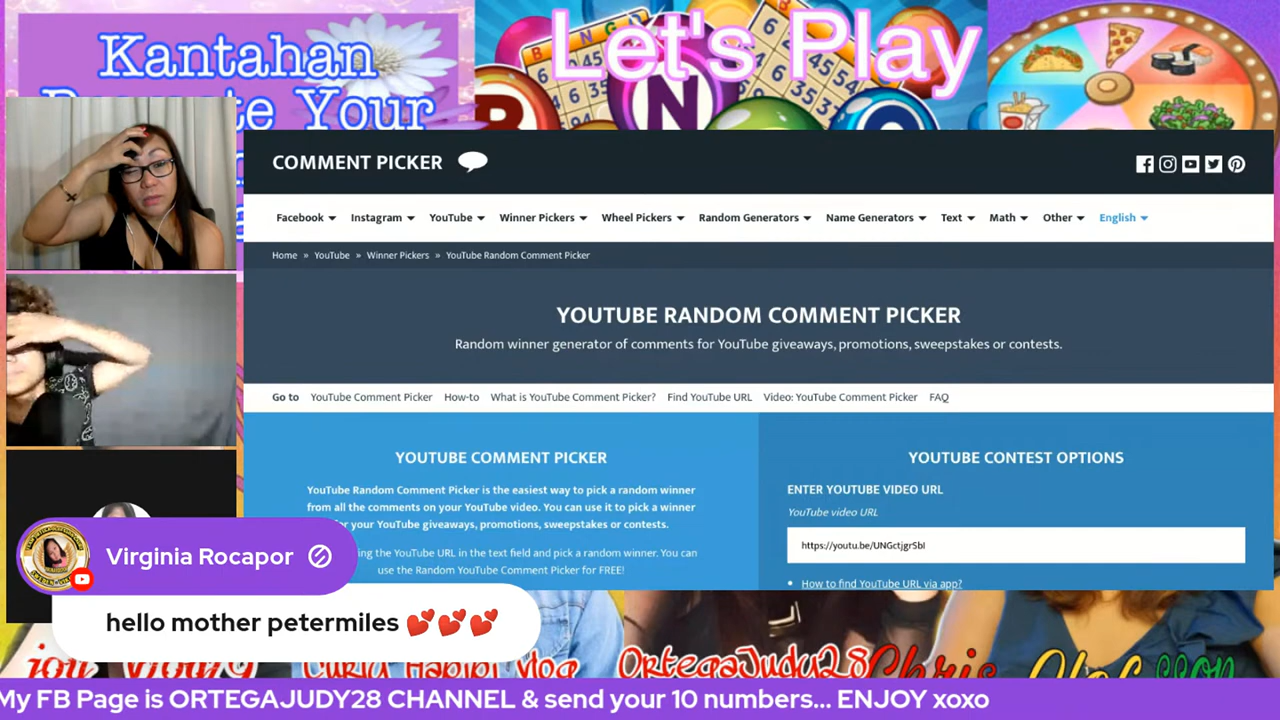 Kantahan
te Your
Let's Play
B I N G
N
COMMENT PICKER
Facebook Instagram YouTube Winner Pickers Wheel Pickers Random Generators Name Generators Text Math Other English
Home » YouTube » Winner Pickers » YouTube Random Comment Picker
YOUTUBE RANDOM COMMENT PICKER
Random winner generator of comments for YouTube giveaways, promotions, sweepstakes or contests.
Go to YouTube Comment Picker How-to What is YouTube Comment Picker? Find YouTube URL Video: YouTube Comment Picker FAQ
YOUTUBE COMMENT PICKER
YouTube Random Comment Picker is the easiest way to pick a random winner
from all the comments on your YouTube video. You can use it to pick a winner
for your YouTube giveaways, promotions, sweepstakes or contests.
ing the YouTube URL in the text field and pick a random winner. You can
use the Random YouTube Comment Picker for FREE!
YOUTUBE CONTEST OPTIONS
ENTER YOUTUBE VIDEO URL
YouTube video URL
https://youtu.be/UNGctjgrSbI
How to find YouTube URL via app?
Virginia Rocapor
hello mother petermiles 💕💕💕
Curly Habibi Vlog
OrtegaJudy28
Chris
My FB Page is ORTEGAJUDY28 CHANNEL & send your 10 numbers... ENJOY xoxo